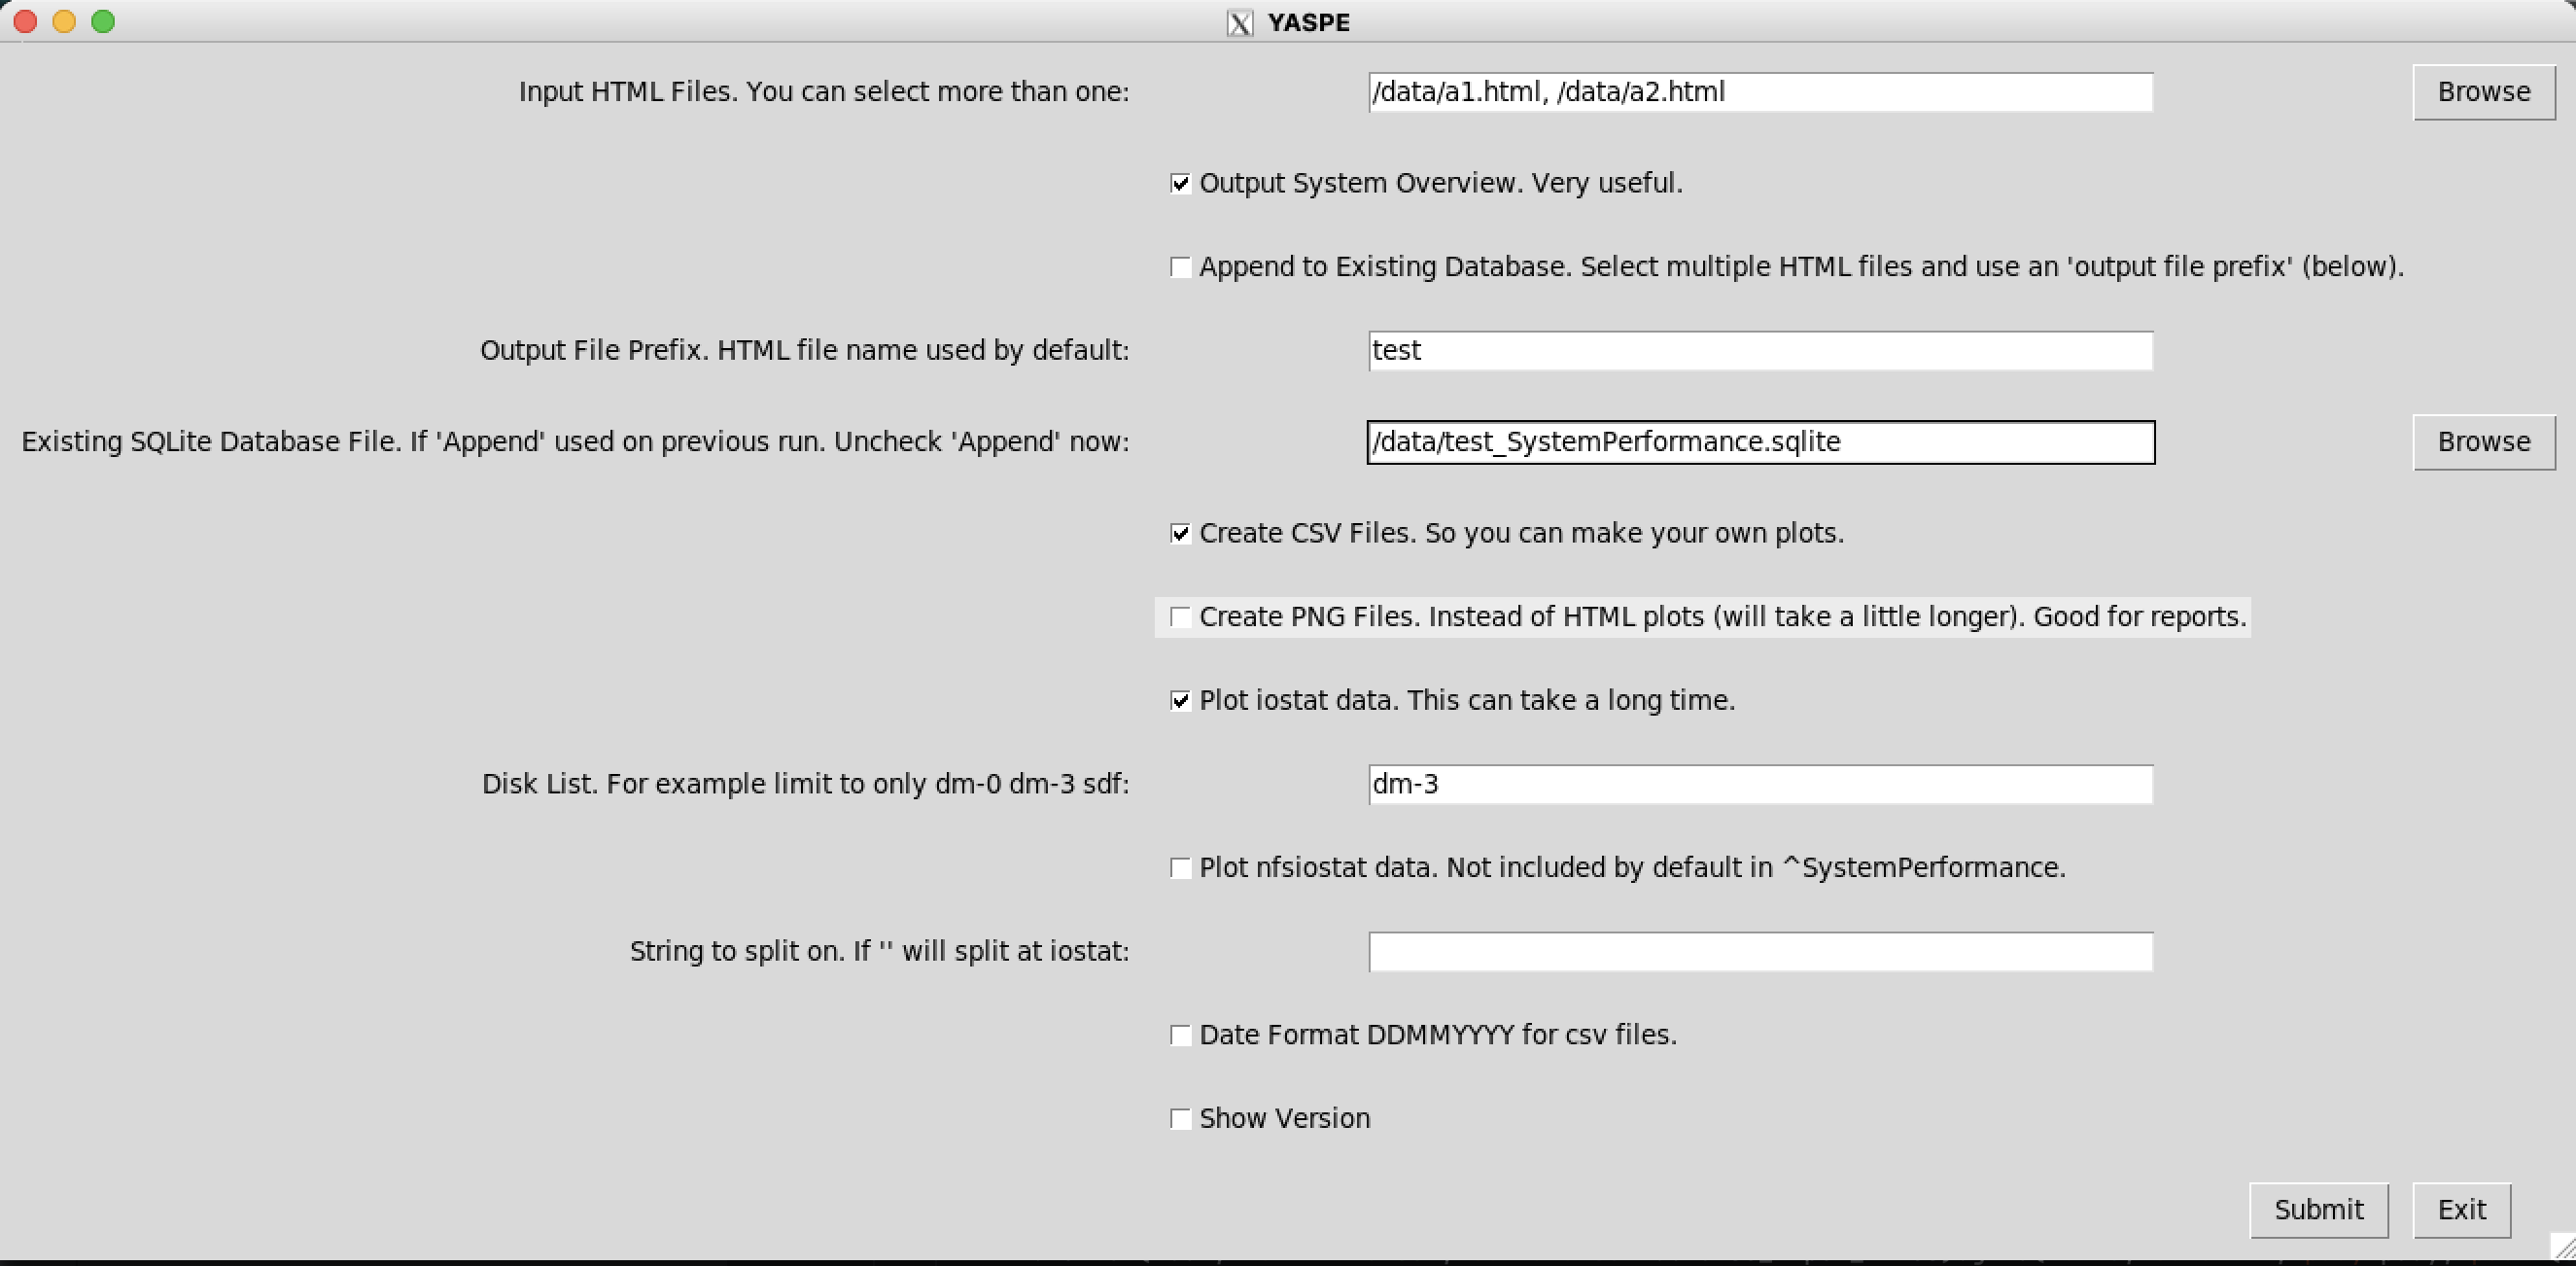 YASPE
Input HTML Files. You can select more than one:
/data/a1.html, /data/a2.html
Browse
Output System Overview. Very useful.
Append to Existing Database. Select multiple HTML files and use an 'output file prefix' (below).
Output File Prefix. HTML file name used by default:
test
Existing SQLite Database File. If 'Append' used on previous run. Uncheck 'Append' now:
/data/test_SystemPerformance.sqlite
Browse
Create CSV Files. So you can make your own plots.
Create PNG Files. Instead of HTML plots (will take a little longer). Good for reports.
Plot iostat data. This can take a long time.
Disk List. For example limit to only dm-0 dm-3 sdf:
dm-3
Plot nfsiostat data. Not included by default in ^SystemPerformance.
String to split on. If '' will split at iostat:
Date Format DDMMYYYY for csv files.
Show Version
Submit
Exit